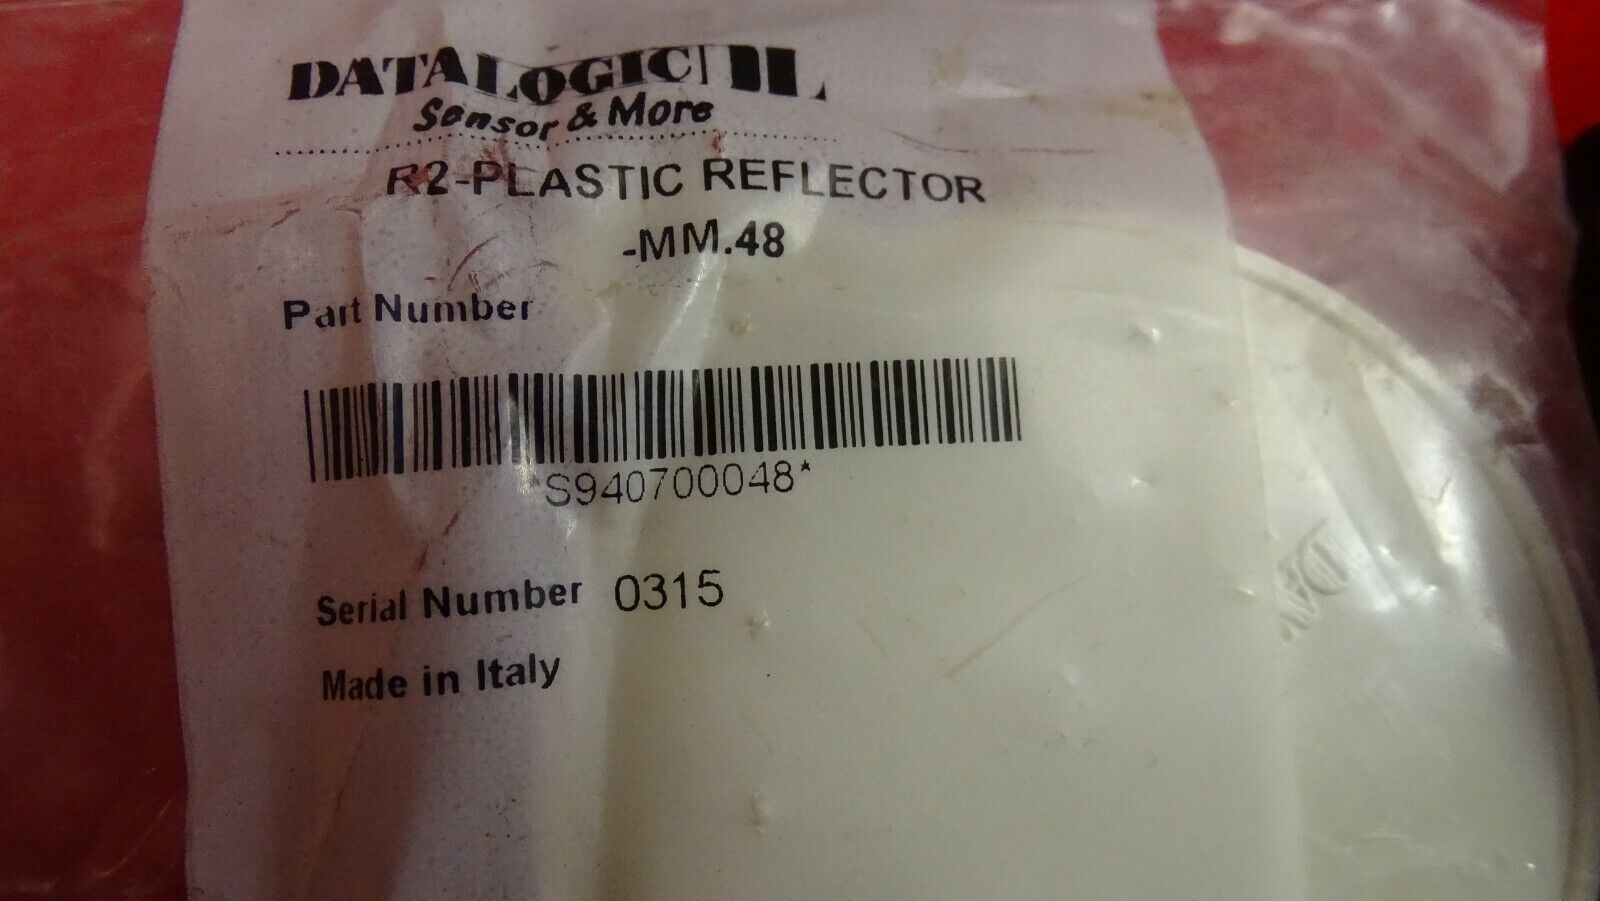 DATALOGIC
Sensor & More
R2-PLASTIC REFLECTOR
-MM.48
Part Number
*S940700048*
Serial Number 0315
Made in Italy